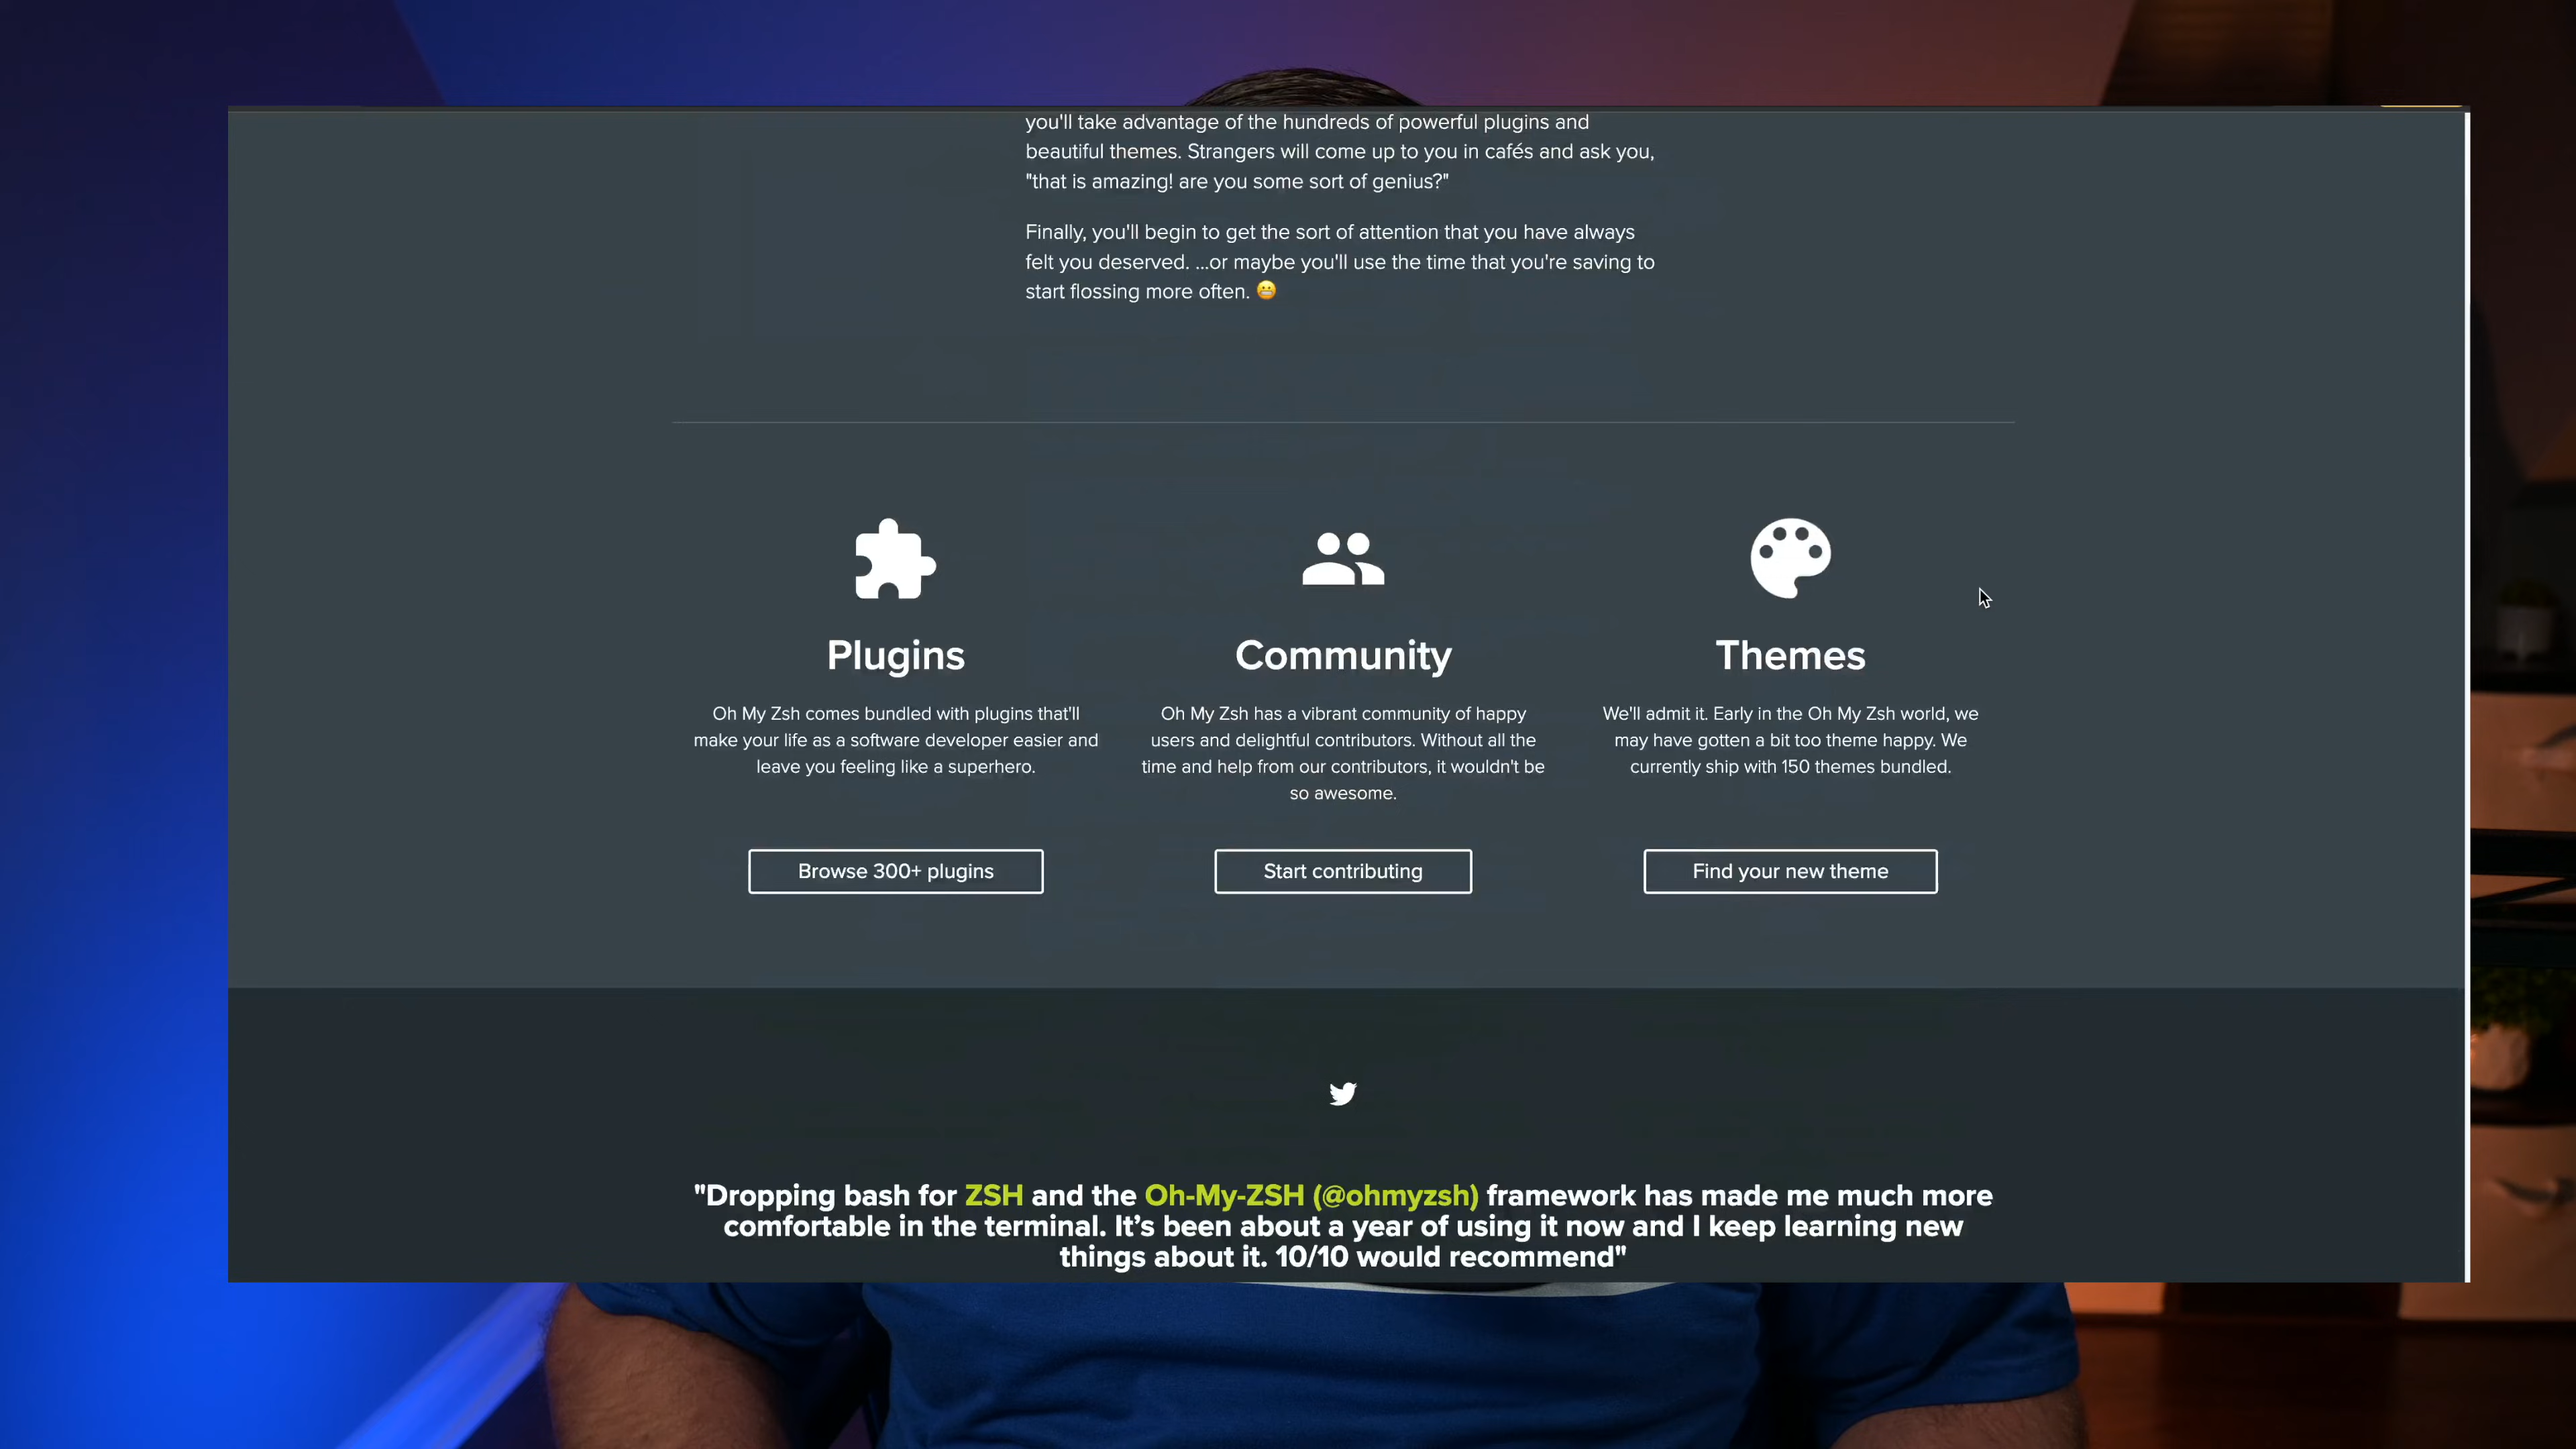 you'll take advantage of the hundreds of powerful plugins and
beautiful themes. Strangers will come up to you in cafés and ask you,
"that is amazing! are you some sort of genius?"
Finally, you'll begin to get the sort of attention that you have always
felt you deserved. ...or maybe you'll use the time that you're saving to
start flossing more often. 😬
Plugins
Oh My Zsh comes bundled with plugins that'll
make your life as a software developer easier and
leave you feeling like a superhero.
Browse 300+ plugins
Community
Oh My Zsh has a vibrant community of happy
users and delightful contributors. Without all the
time and help from our contributors, it wouldn't be
so awesome.
Start contributing
Themes
We'll admit it. Early in the Oh My Zsh world, we
may have gotten a bit too theme happy. We
currently ship with 150 themes bundled.
Find your new theme
"Dropping bash for ZSH and the Oh-My-ZSH (@ohmyzsh) framework has made me much more
comfortable in the terminal. It’s been about a year of using it now and I keep learning new
things about it. 10/10 would recommend"